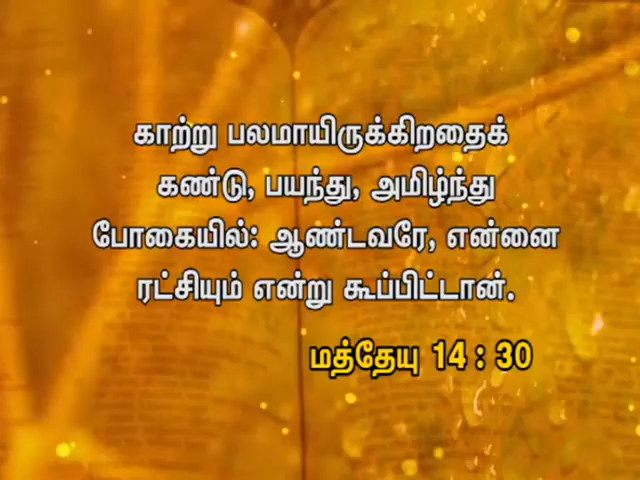 காற்று பலமாயிருக்கிறதைக்
கண்டு, பயந்து, அமிழ்ந்து
போகையில்: ஆண்டவரே, என்னை
ரட்சியும் என்று கூப்பிட்டான்.
மத்தேயு 14 : 30